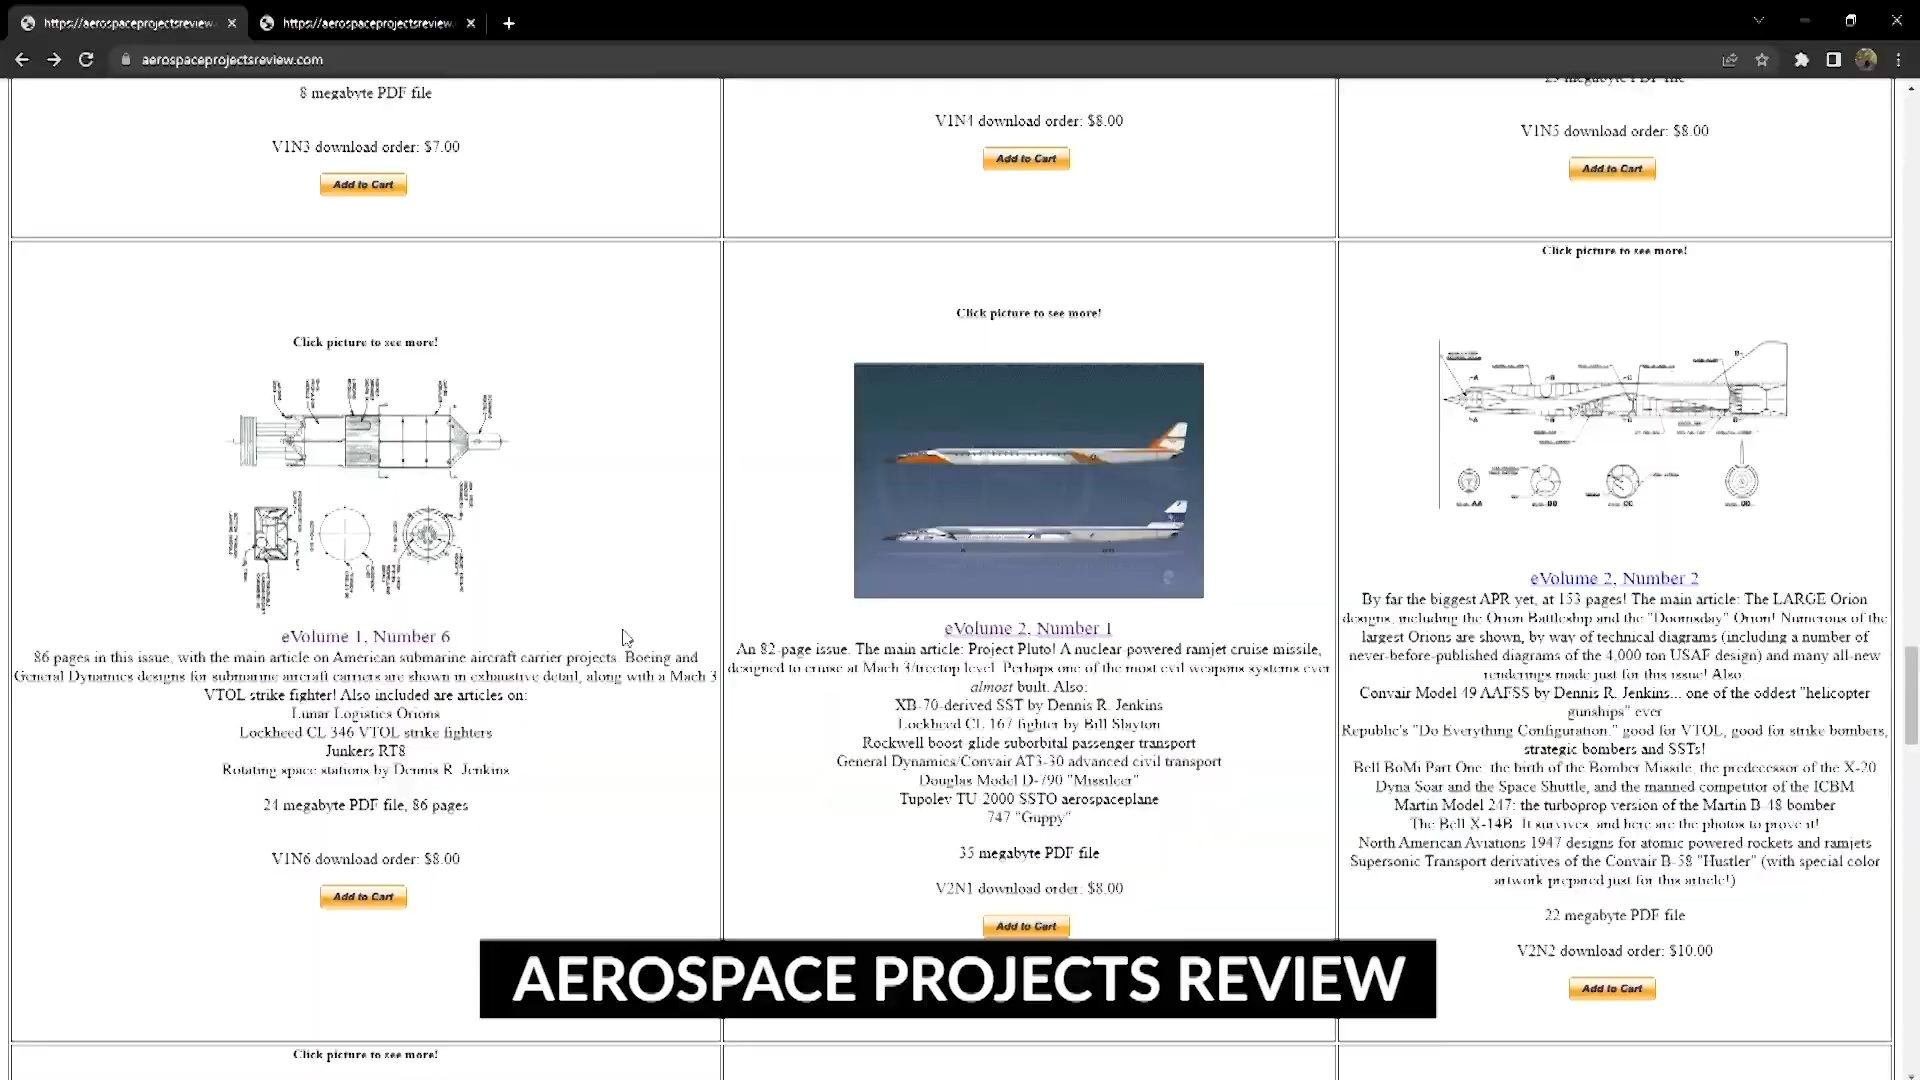 https://aerospaceprojectsreview.
https://aerospaceprojectsreview.
aerospaceprojectsreview.com
8 megabyte PDF file
V1N3 download order: $7.00
Add to Cart
V1N4 download order: $8.00
Add to Cart
megabyte PDF file
V1N5 download order: $8.00
Add to Cart
Click picture to see more!
eVolume 1, Number 6
86 pages in this issue, with the main article on American submarine aircraft carrier projects. Boeing and
General Dynamics designs for submarine aircraft carriers are shown in exhaustive detail, along with a Mach 3
VTOL strike fighter! Also included are articles on:
Lunar Logistics Orions
Lockheed CL-346 VTOL strike fighters
Junkers RT8
Rotating space stations by Dennis R. Jenkins
24 megabyte PDF file, 86 pages
V1N6 download order: $8.00
Add to Cart
Click picture to see more!
eVolume 2, Number 1
An 82-page issue. The main article: Project Pluto! A nuclear-powered ramjet cruise missile,
designed to cruise at Mach 3/treetop level. Perhaps one of the most evil weapons systems ever
almost built. Also:
XB-70-derived SST by Dennis R. Jenkins
Lockheed CL-167 fighter by Bill Slayton
Rockwell boost-glide suborbital passenger transport
General Dynamics/Convair AT3-30 advanced civil transport
Douglas Model D-790 "Missileer"
Tupolev TU-2000 SSTO aerospaceplane
747 "Guppy"
35 megabyte PDF file
V2N1 download order: $8.00
Add to Cart
Click picture to see more!
eVolume 2, Number 2
By far the biggest APR yet, at 153 pages! The main article: The LARGE Orion
designs, including the Orion Battleship and the "Doomsday" Orion! Numerous of the
largest Orions are shown, by way of technical diagrams (including a number of
never-before-published diagrams of the 4,000 ton USAF design) and many all-new
renderings made just for this issue! Also:
Convair Model 49 AAFSS by Dennis R. Jenkins... one of the oddest "helicopter
gunships" ever
Republic's "Do Everything Configuration:" good for VTOL, good for strike bombers,
strategic bombers and SSTs!
Bell BoMi Part One: the birth of the Bomber Missile, the predecessor of the X-20
Dyna Soar and the Space Shuttle, and the manned competitor of the ICBM
Martin Model 247: the turboprop version of the Martin B-48 bomber
The Bell X-14B: It survives, and here are the photos to prove it!
North American Aviations 1947 designs for atomic powered rockets and ramjets
Supersonic Transport derivatives of the Convair B-58 "Hustler" (with special color
artwork prepared just for this article!)
22 megabyte PDF file
V2N2 download order: $10.00
Add to Cart
AEROSPACE PROJECTS REVIEW
Click picture to see more!